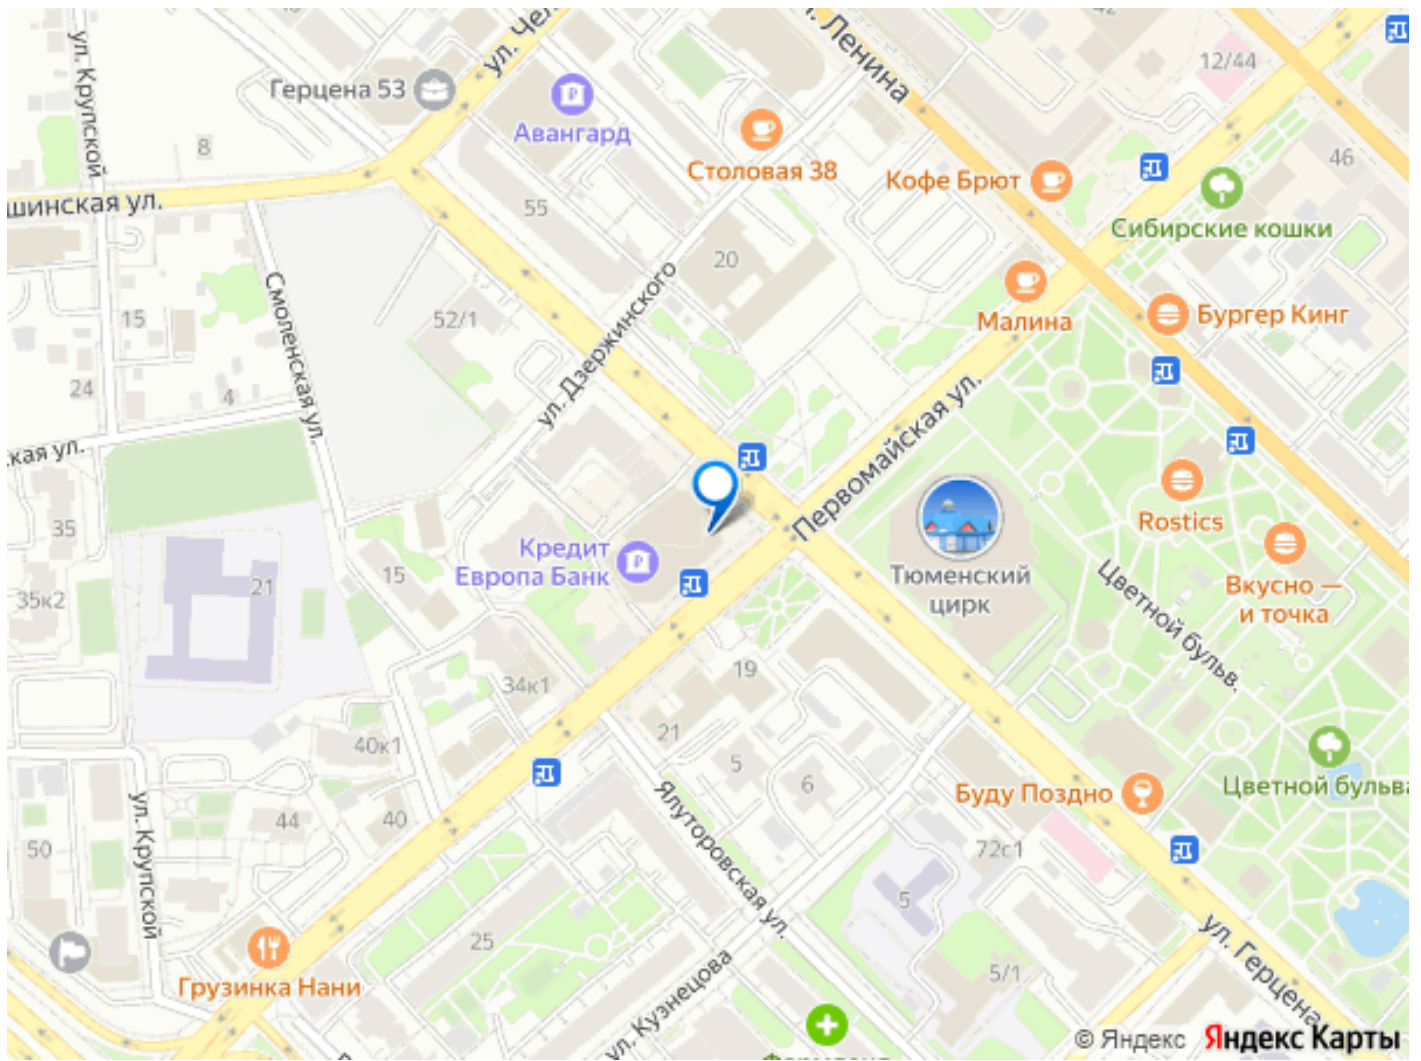 ул. Крупской
Герцена 53
ул. Чел
Авангард
Столовая 38
Ленина
42
12/44
Кофе Брют
46
Сибирские кошки
8
шинская ул.
55
20
Малина
Бургер Кинг
Смоленская ул.
15
52/1
ул. Дзержинского
24
4
кая ул.
Первомайская ул.
Rostics
35
Кредит
Европа Банк
Тюменский
цирк
Цветной бульв.
Вкусно —
и точка
35к2
21
15
34к1
19
21
40к1
5
6
Буду Поздно
Цветной бульва
ул. Крупской
44
40
50
Ялуторовская ул.
72с1
5
25
ул. Герцена
Грузинка Нани
ул. Кузнецова
5/1
© Яндекс Яндекс Карты